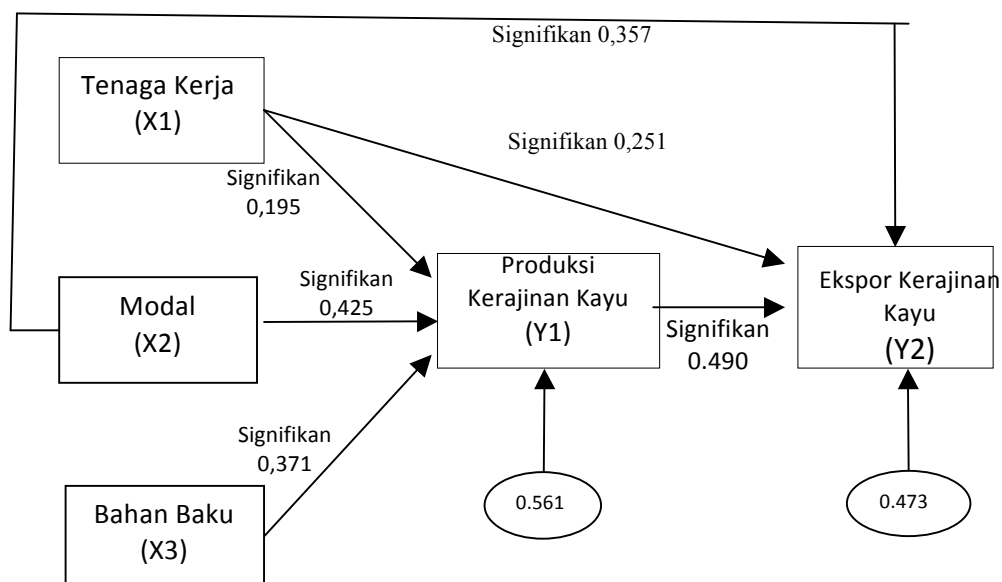 Signifikan 0,357
Tenaga Kerja
(X1)
Signifikan 0,251
Signifikan
0,195
Modal
(X2)
Signifikan
0,425
Produksi
Kerajinan Kayu
(Y1)
Signifikan
0.490
Ekspor Kerajinan
Kayu
(Y2)
Signifikan
0,371
Bahan Baku
(X3)
0.561
0.473